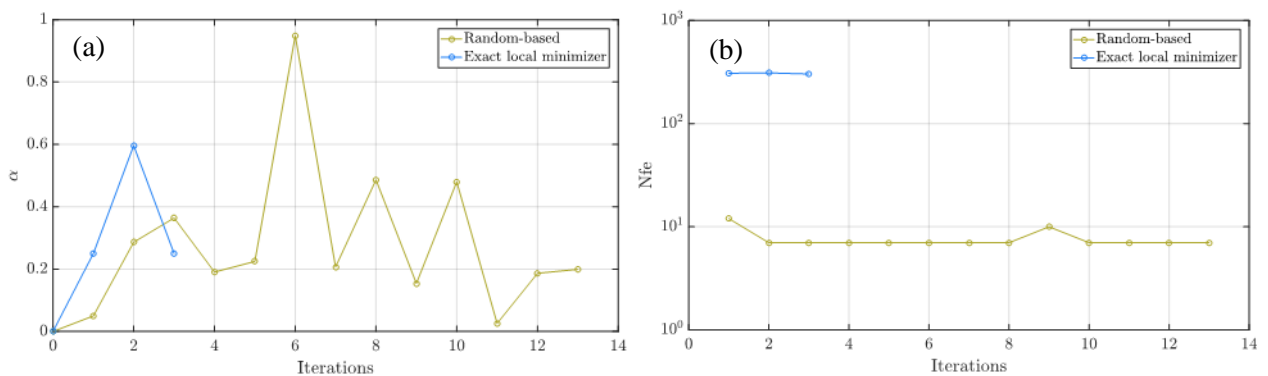 (a)
Random-based
Exact local minimizer
1
0.8
0.6
0.4
0.2
0
α
0 2 4 6 8 10 12 14
Iterations
(b)
Random-based
Exact local minimizer
10³
10²
10¹
10⁰
Nfe
0 2 4 6 8 10 12 14
Iterations